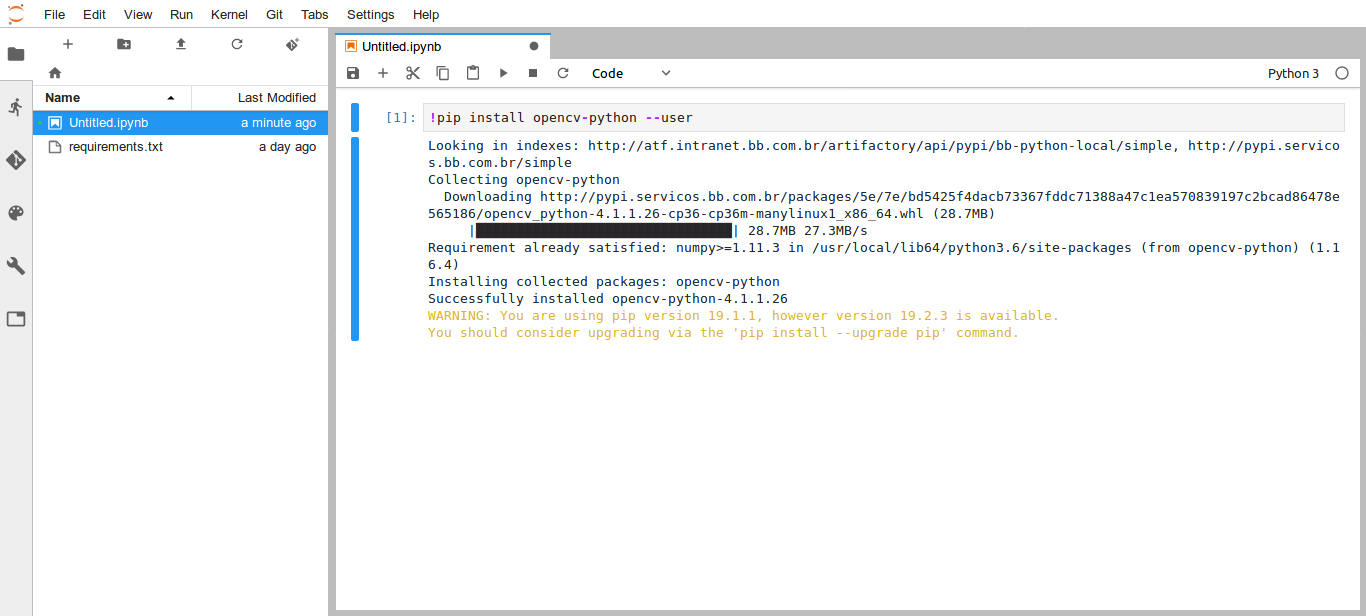 File Edit View Run Kernel Git Tabs Settings Help
Name Last Modified
Untitled.ipynb a minute ago
requirements.txt a day ago
Untitled.ipynb
Code Python 3
[1]: !pip install opencv-python --user
Looking in indexes: http://atf.intranet.bb.com.br/artifactory/api/pypi/bb-python-local/simple, http://pypi.servico
s.bb.com.br/simple
Collecting opencv-python
Downloading http://pypi.servicos.bb.com.br/packages/5e/7e/bd5425f4dacb73367fddc71388a47c1ea570839197c2bcad86478e
565186/opencv_python-4.1.1.26-cp36-cp36m-manylinux1_x86_64.whl (28.7MB)
|████████████████████████████████| 28.7MB 27.3MB/s
Requirement already satisfied: numpy>=1.11.3 in /usr/local/lib64/python3.6/site-packages (from opencv-python) (1.1
6.4)
Installing collected packages: opencv-python
Successfully installed opencv-python-4.1.1.26
WARNING: You are using pip version 19.1.1, however version 19.2.3 is available.
You should consider upgrading via the 'pip install --upgrade pip' command.